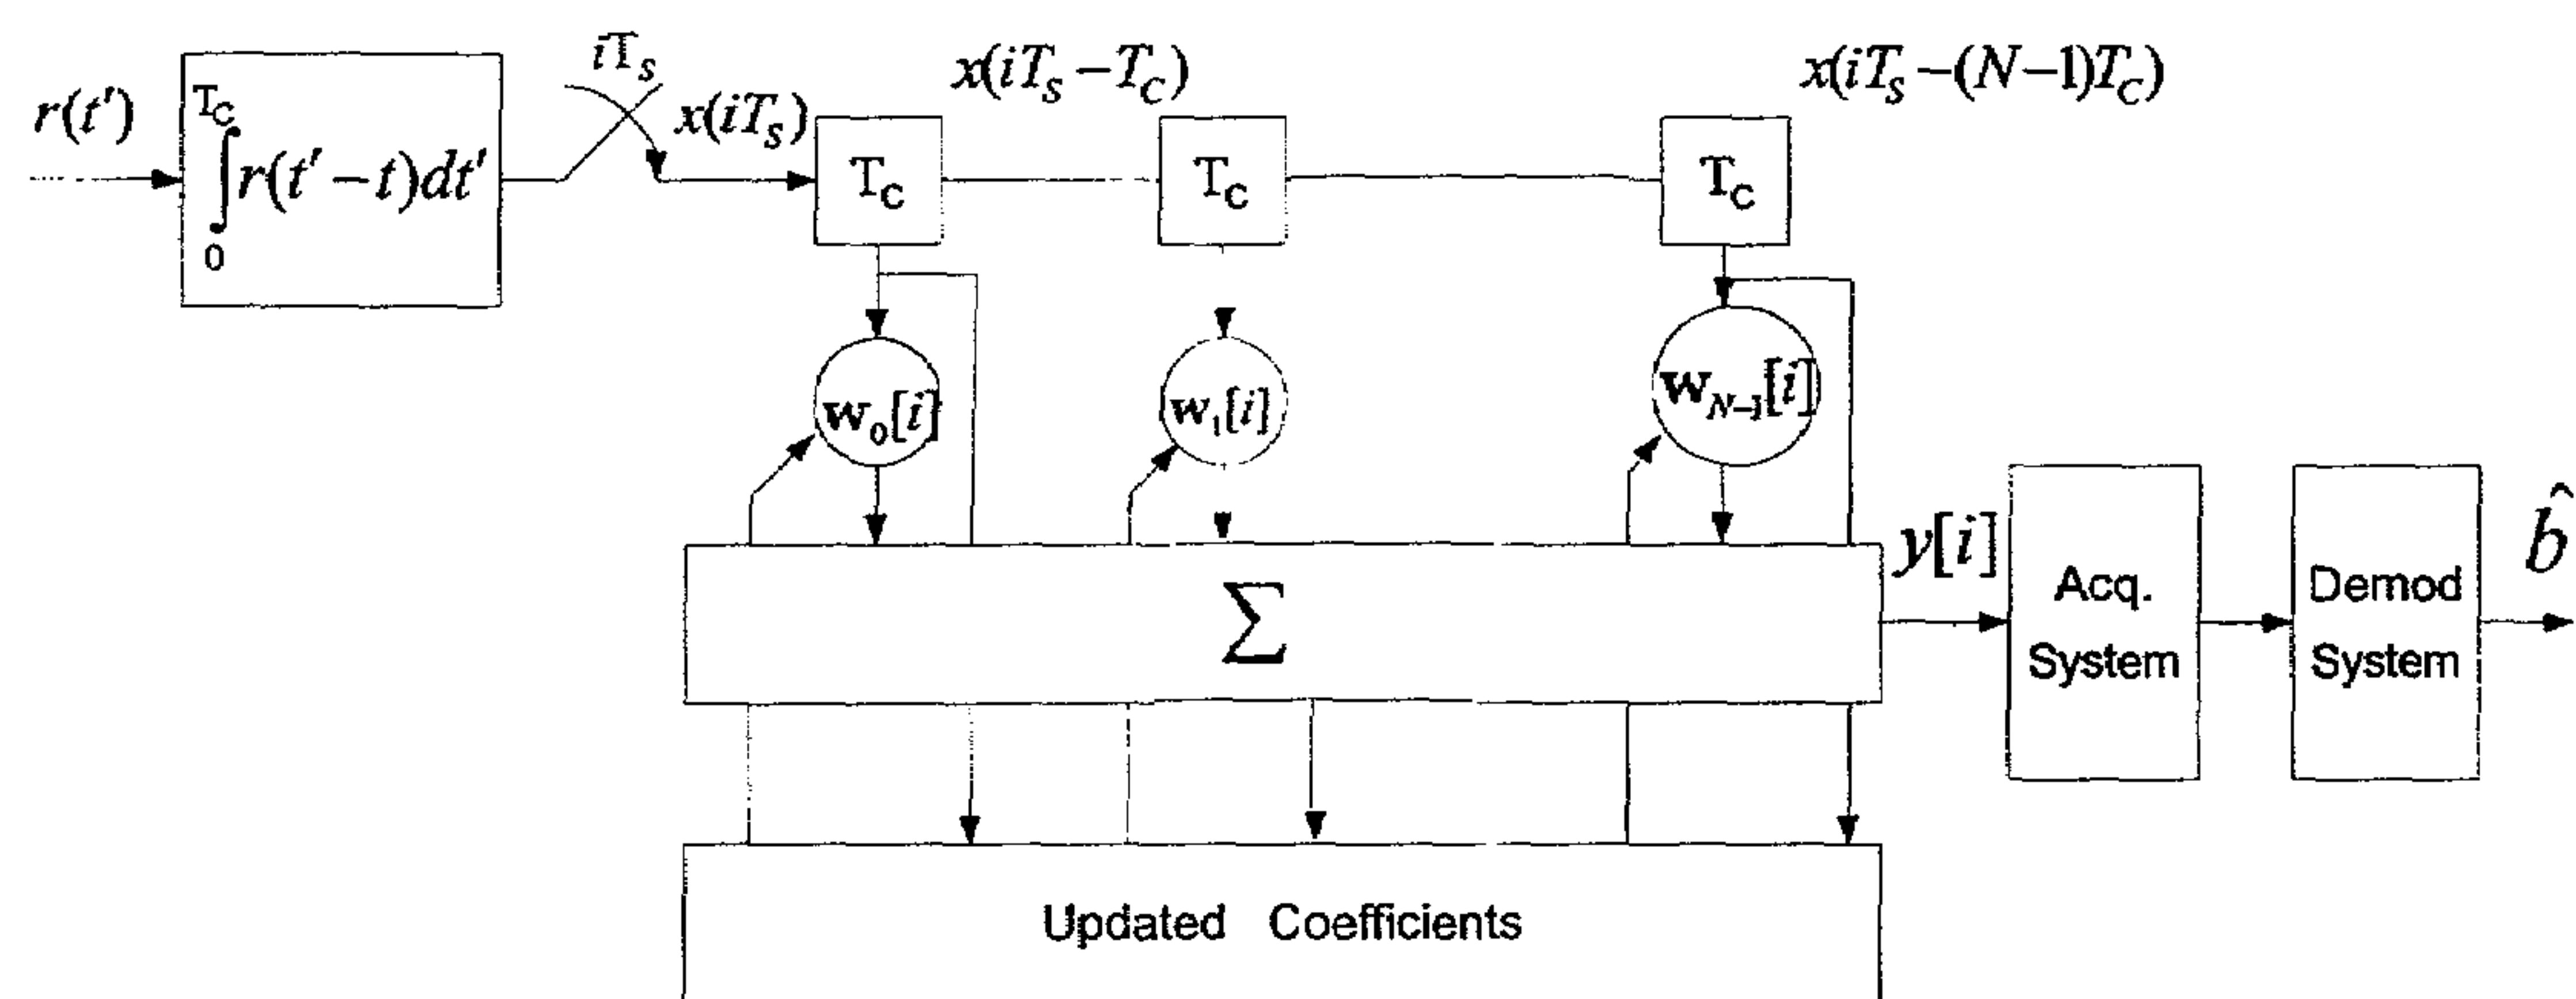 r(t')
T_C
∫ r(t' − t)dt'
0
iT_s
x(iT_s)
x(iT_s − T_C)
x(iT_s − (N−1)T_C)
T_C
T_C
T_C
w_0[i]
w_1[i]
w_{N−1}[i]
Σ
y[i]
Acq.
System
Demod
System
b̂
Updated Coefficients